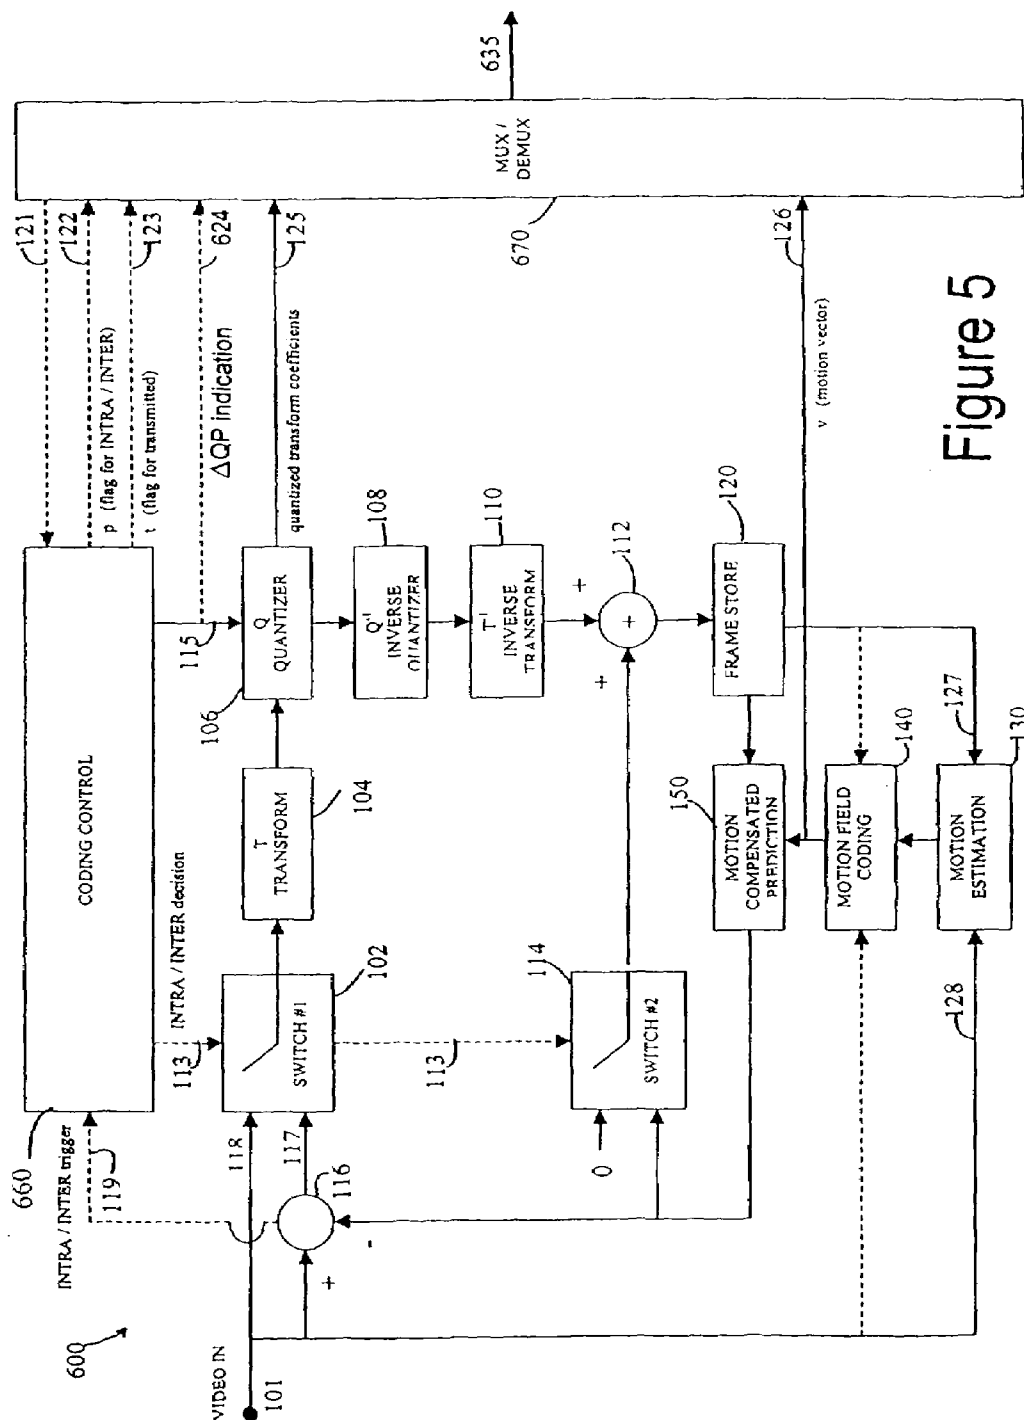 600
INTRA / INTER trigger
119
660
CODING CONTROL
121
122
p (flag for INTRA / INTER)
t (flag for transmitted)
123
624
ΔQP indication
INTRA / INTER decision
113
115
VIDEO IN
101
118
117
116
+
-
SWITCH #1
102
T
TRANSFORM
104
106
Q
QUANTIZER
quantized transform coefficients
125
Q⁻¹
INVERSE
QUANTIZER
108
T⁻¹
INVERSE
TRANSFORM
110
113
0
SWITCH #2
114
+
+
+
112
FRAME STORE
120
MUX /
DEMUX
670
635
150
MOTION
COMPENSATED
PREDICTION
v (motion vector)
126
MOTION FIELD
CODING
140
127
128
MOTION
ESTIMATION
130
Figure 5